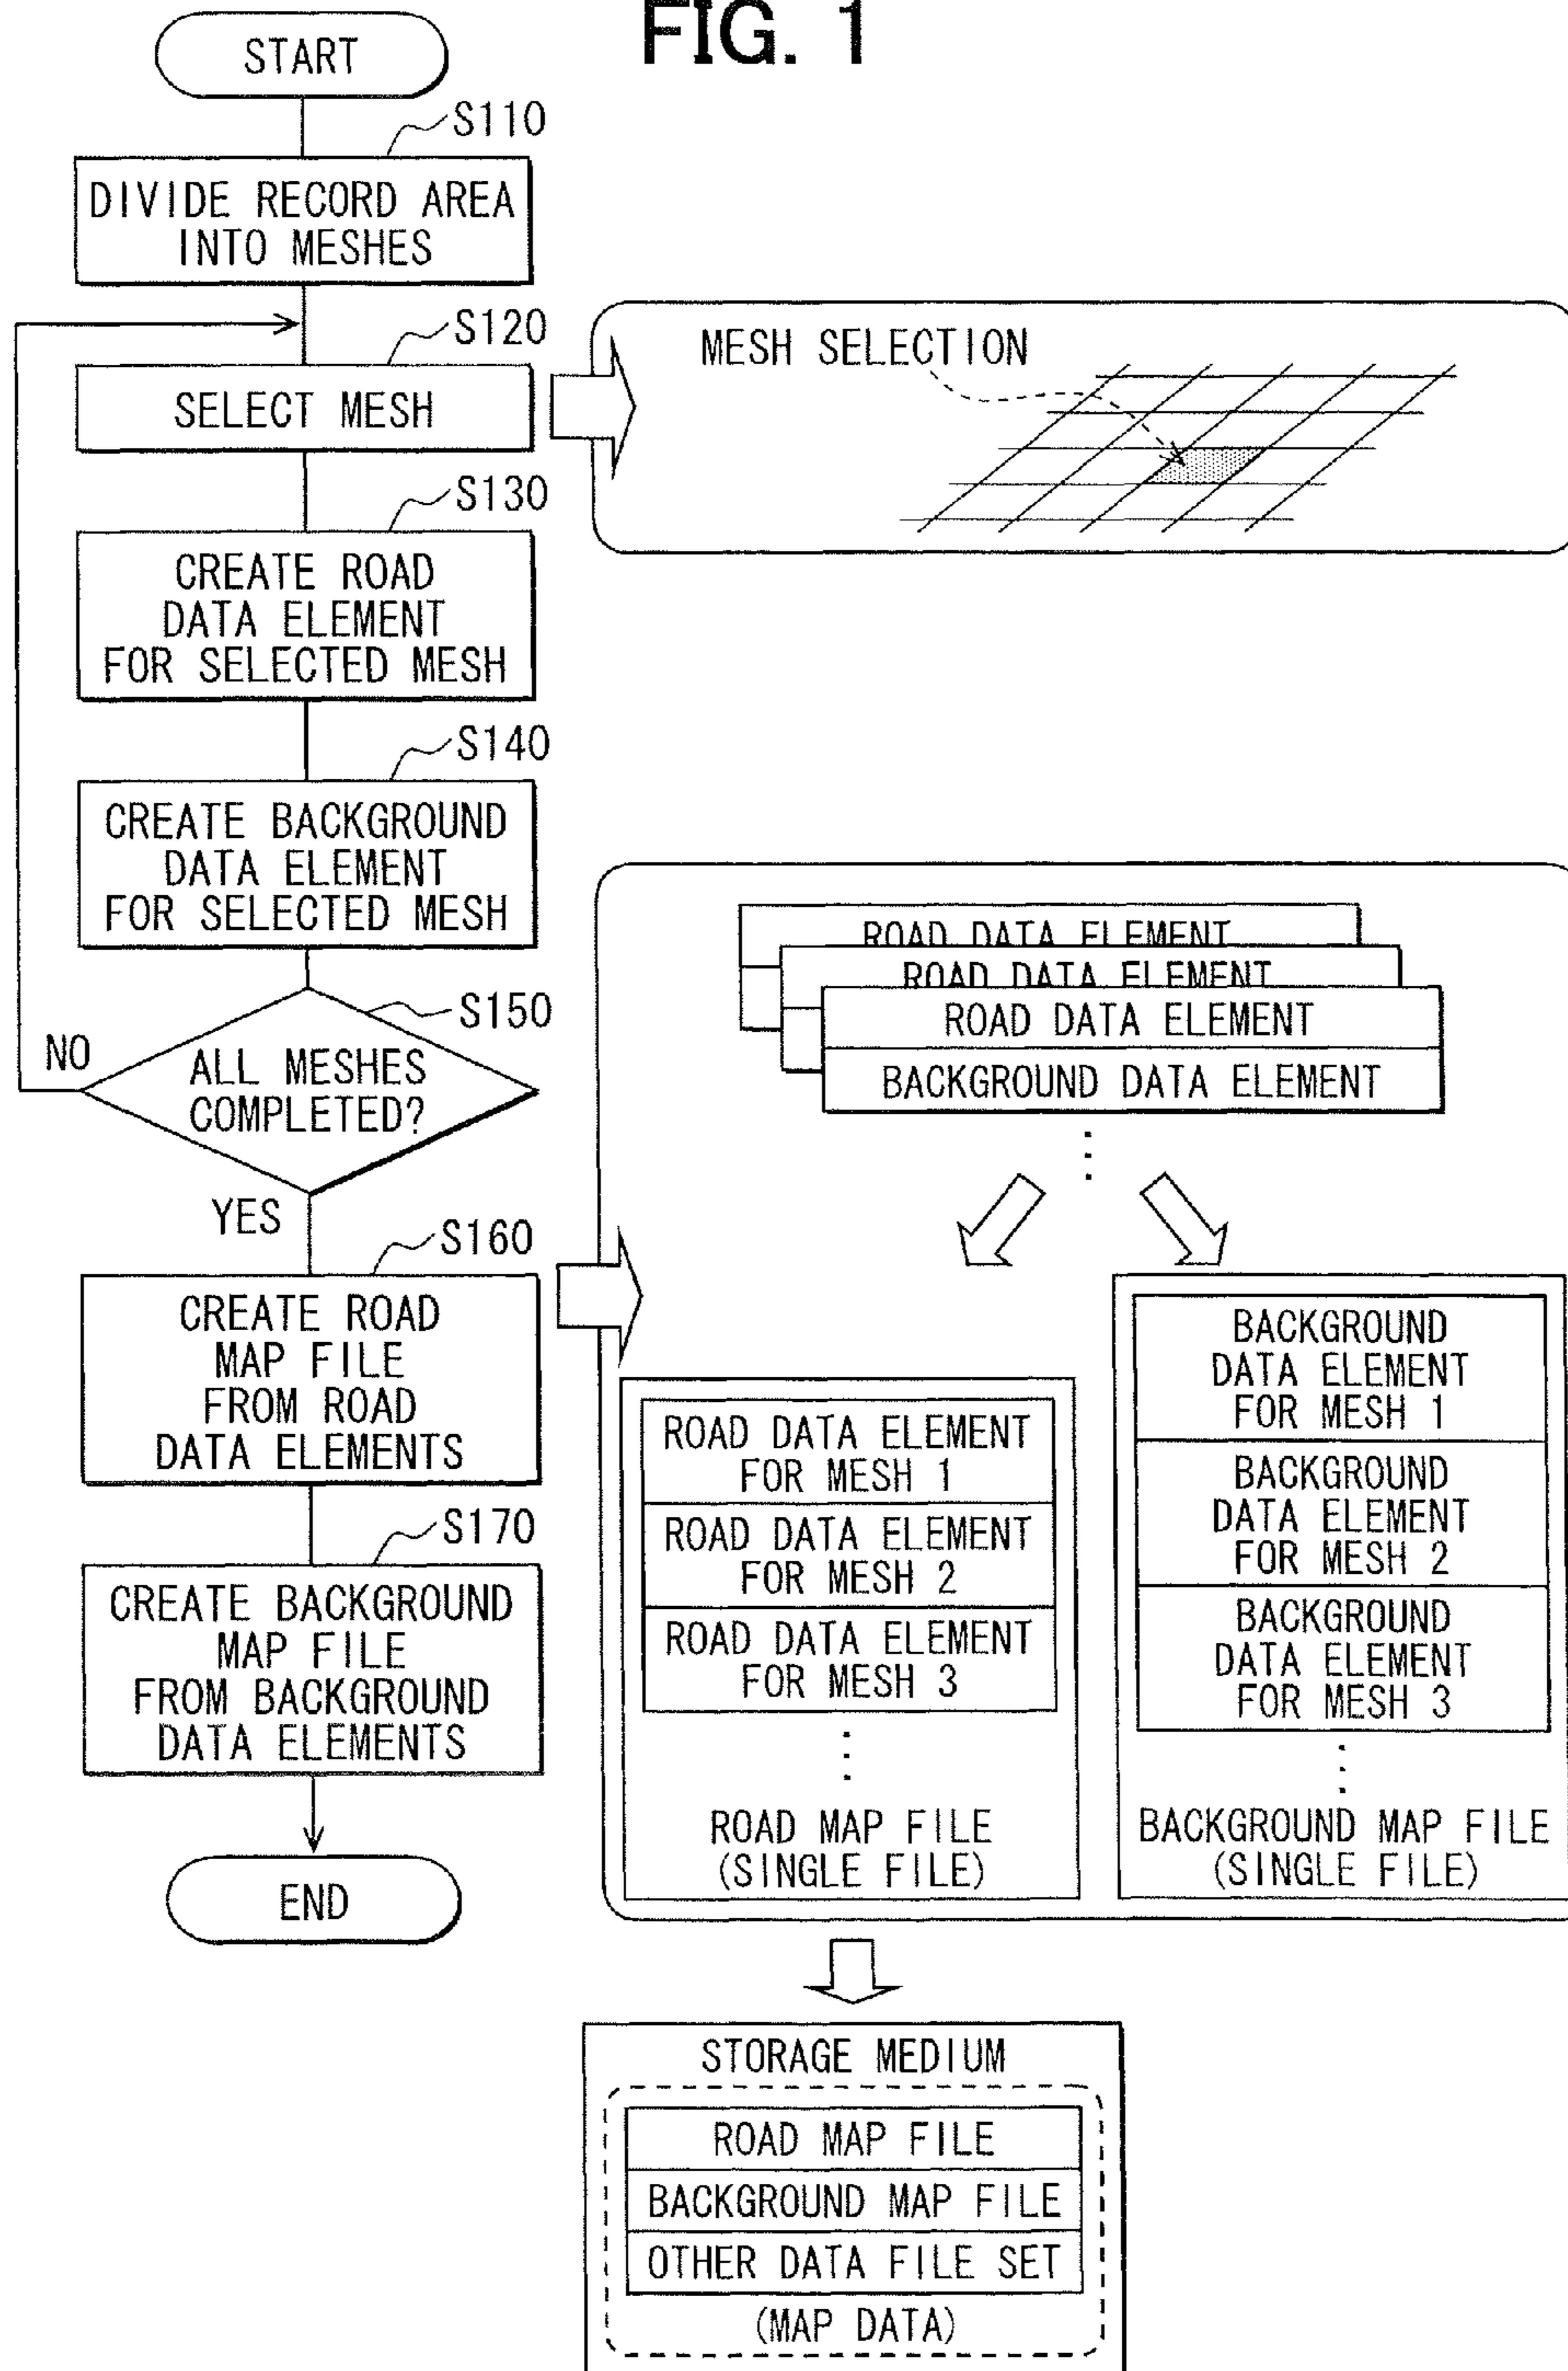 FIG. 1
START
S110
DIVIDE RECORD AREA
INTO MESHES
S120
SELECT MESH
MESH SELECTION
S130
CREATE ROAD
DATA ELEMENT
FOR SELECTED MESH
S140
CREATE BACKGROUND
DATA ELEMENT
FOR SELECTED MESH
S150
NO
ALL MESHES
COMPLETED?
YES
S160
CREATE ROAD
MAP FILE
FROM ROAD
DATA ELEMENTS
S170
CREATE BACKGROUND
MAP FILE
FROM BACKGROUND
DATA ELEMENTS
END
ROAD DATA ELEMENT
ROAD DATA ELEMENT
ROAD DATA ELEMENT
BACKGROUND DATA ELEMENT
ROAD DATA ELEMENT
FOR MESH 1
ROAD DATA ELEMENT
FOR MESH 2
ROAD DATA ELEMENT
FOR MESH 3
ROAD MAP FILE
(SINGLE FILE)
BACKGROUND
DATA ELEMENT
FOR MESH 1
BACKGROUND
DATA ELEMENT
FOR MESH 2
BACKGROUND
DATA ELEMENT
FOR MESH 3
BACKGROUND MAP FILE
(SINGLE FILE)
STORAGE MEDIUM
ROAD MAP FILE
BACKGROUND MAP FILE
OTHER DATA FILE SET
(MAP DATA)